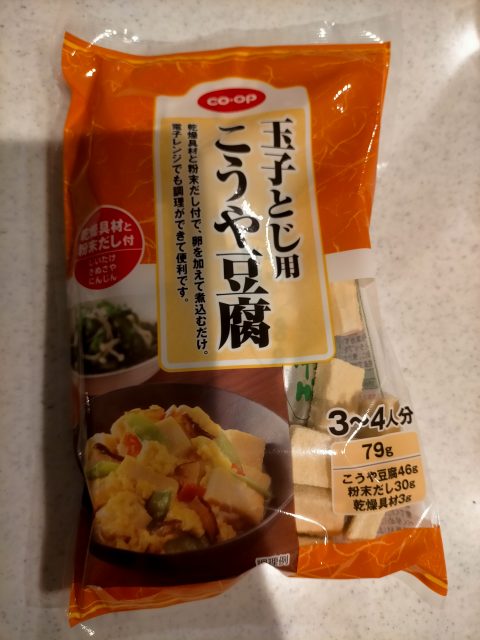 CO·OP
玉子とじ用
こうや豆腐
乾燥具材と粉末だし付で、卵を加えて煮込むだけ。
電子レンジでも調理ができて便利です。
乾燥具材と
粉末だし付
しいたけ
きぬさや
にんじん
3~4人分
79g
こうや豆腐46g
粉末だし30g
乾燥具材3g
調理例